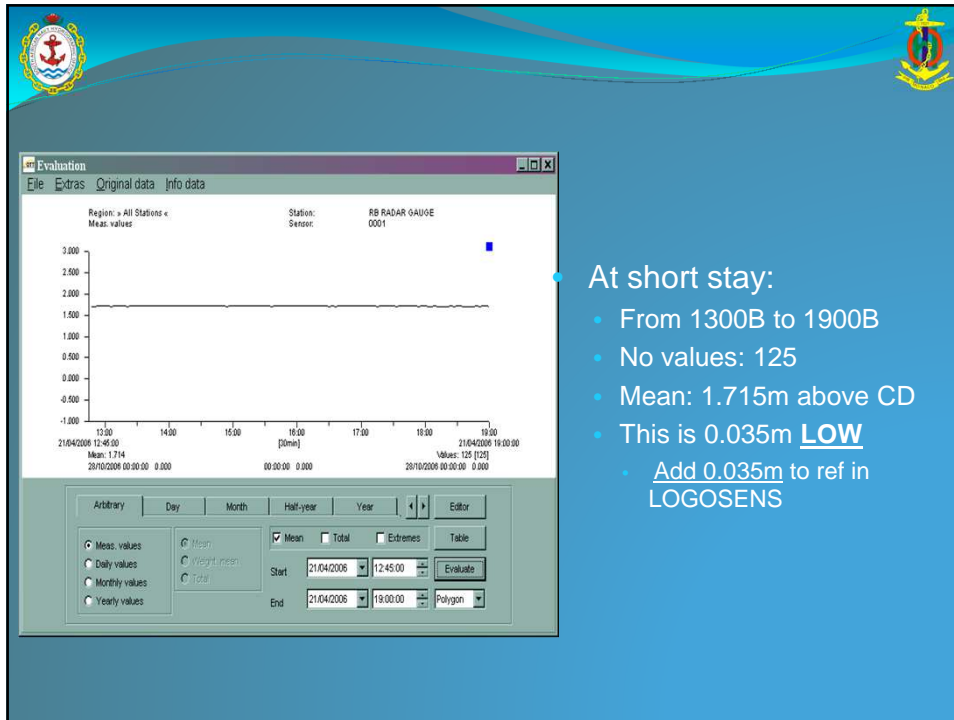 OTT Evaluation
File Extras Original data Info data
Region: » All Stations « Station: RB RADAR GAUGE
Meas. values Sensor: 0001
3.000
2.500
2.000
1.500
1.000
0.500
0.000
-0.500
-1.000
13:00 14:00 15:00 16:00 17:00 18:00 19:00
21/04/2006 12:45:00 [30min] 21/04/2006 19:00:00
Mean: 1.714 Values: 125 [125]
28/10/2006 00:00:00 0.000 00:00:00 0.000 28/10/2006 00:00:00 0.000
Arbitrary Day Month Half-year Year Editor
Meas. values Mean Mean Total Extremes Table
Daily values Weight. mean Start 21/04/2006 12:45:00 Evaluate
Monthly values Total
Yearly values End 21/04/2006 19:00:00 Polygon
At short stay:
From 1300B to 1900B
No values: 125
Mean: 1.715m above CD
This is 0.035m LOW
Add 0.035m to ref in
LOGOSENS